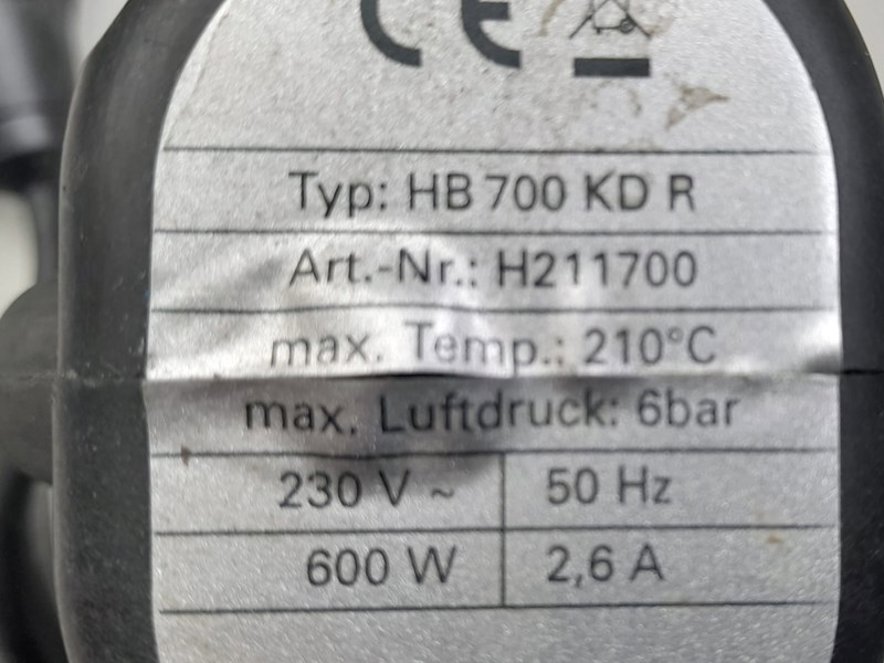 CE
Typ: HB 700 KD R
Art.-Nr.: H211700
max. Temp.: 210°C
max. Luftdruck: 6bar
230 V ~ 50 Hz
600 W 2,6 A